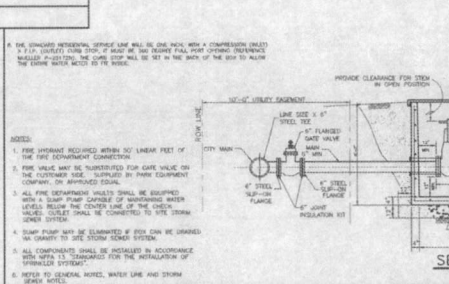 8. THE STANDARD RESIDENTIAL SERVICE LINE WILL BE ONE INCH, WITH A COMPRESSION (INLET)
X F.I.P. (OUTLET) CURB STOP. IT MUST BE 360 DEGREE FULL PORT OPENING (REFERENCE
MUELLER). THE CURB STOP WILL BE SET IN THE BACK OF THE BOX TO ALLOW
THE ENTIRE WATER METER TO FIT INSIDE.
PROVIDE CLEARANCE FOR STEM
IN OPEN POSITION
10'-0" UTILITY EASEMENT
ROW LINE
LINE SIZE X 6"
STEEL TEE
6" FLANGED
GATE VALVE
CITY MAIN
MAIN
5' MIN
6" STEEL
SLIP-ON
FLANGE
6" STEEL
SLIP-ON
FLANGE
6" JOINT
INSULATION KIT
NOTES:
1. FIRE HYDRANT REQUIRED WITHIN 50' LINEAR FEET OF
THE FIRE DEPARTMENT CONNECTION.
2. FIRE VALVE MAY BE SUBSTITUTED FOR GATE VALVE ON
THE CUSTOMER SIDE. SUPPLIED BY PARK EQUIPMENT
COMPANY, OR APPROVED EQUAL.
3. ALL FIRE DEPARTMENT VAULTS SHALL BE EQUIPPED
WITH A SUMP PUMP CAPABLE OF MAINTAINING WATER
LEVELS BELOW THE CENTER LINE OF THE CHECK
VALVES. OUTLET SHALL BE CONNECTED TO SITE STORM
SEWER SYSTEM.
4. SUMP PUMP MAY BE ELIMINATED IF BOX CAN BE DRAINED
VIA GRAVITY TO SITE STORM SEWER SYSTEM.
5. ALL COMPONENTS SHALL BE INSTALLED IN ACCORDANCE
WITH NFPA 13, "STANDARDS FOR THE INSTALLATION OF
SPRINKLER SYSTEMS".
6. REFER TO GENERAL NOTES, WATER LINE AND STORM
SEWER NOTES.
SE